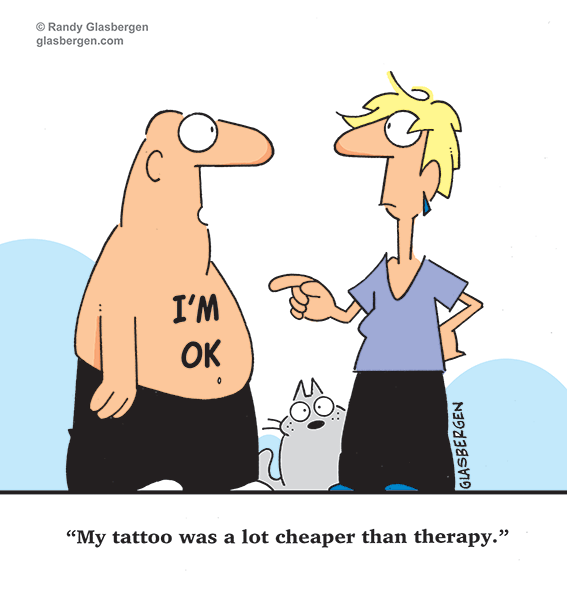 © Randy Glasbergen
glasbergen.com
I'M
OK
GLASBERGEN
“My tattoo was a lot cheaper than therapy.”